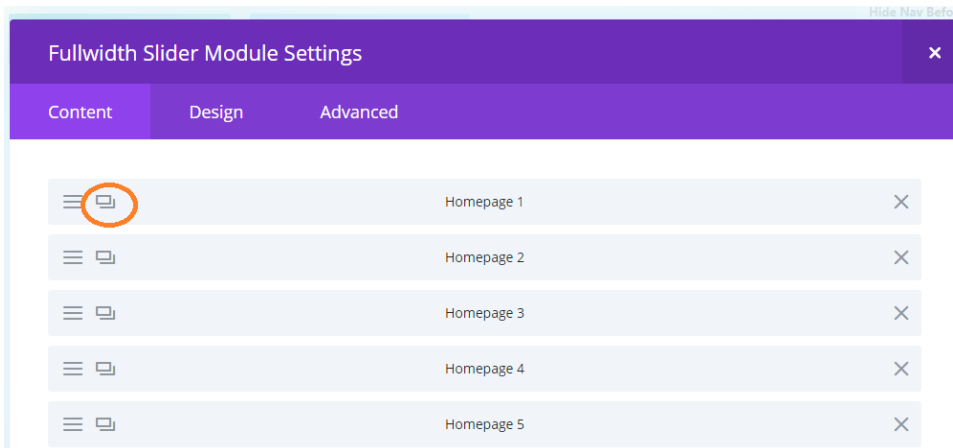 Hide Nav Befo
Fullwidth Slider Module Settings
Content Design Advanced
Homepage 1
Homepage 2
Homepage 3
Homepage 4
Homepage 5